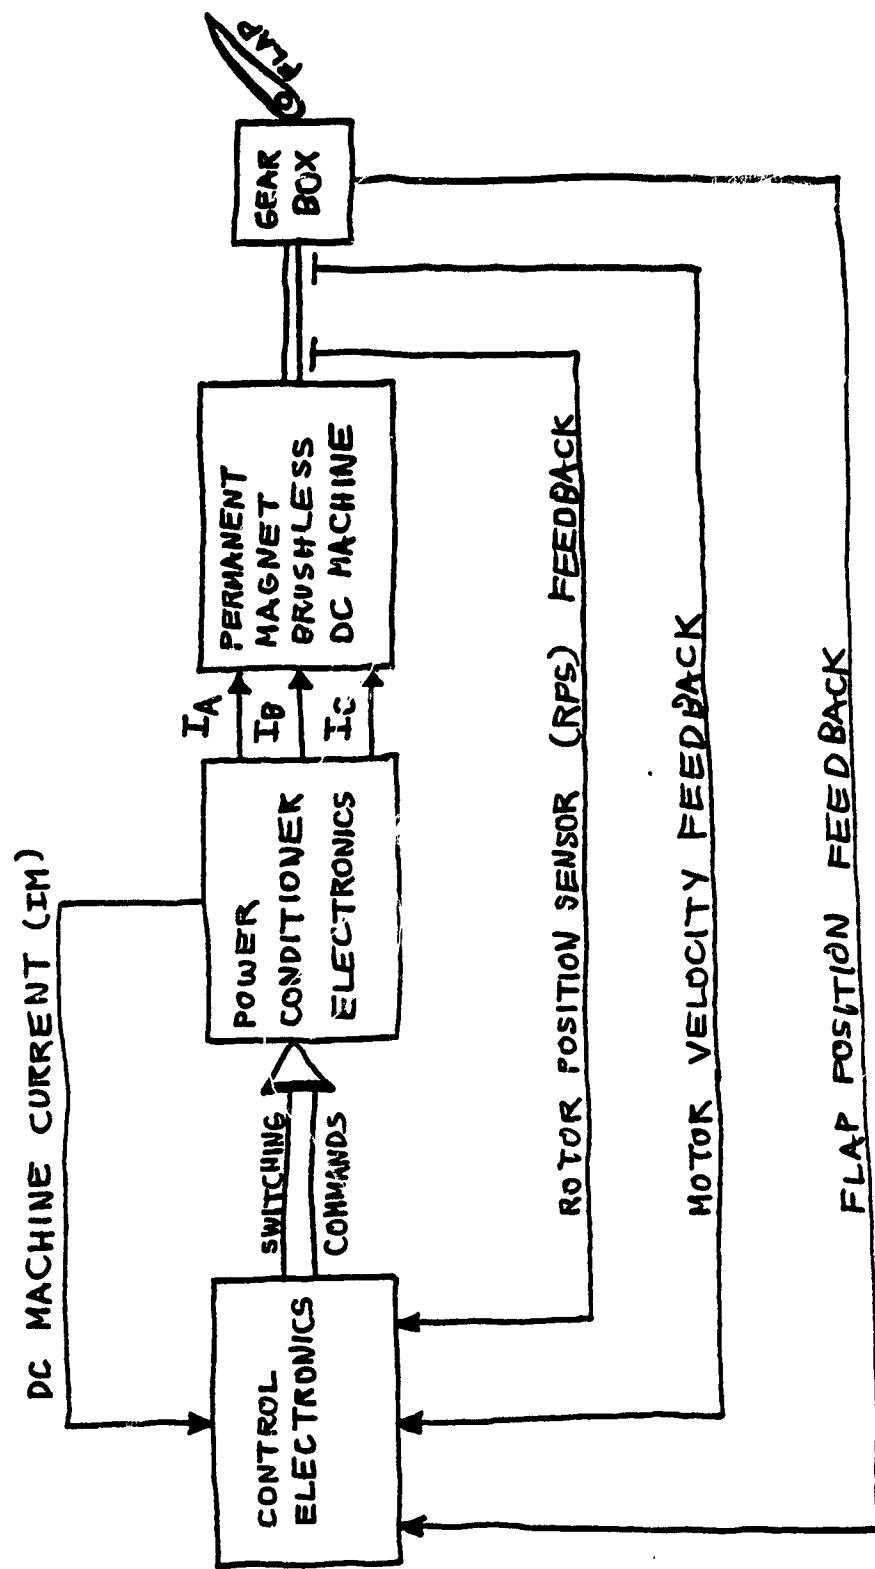 DC MACHINE CURRENT (IM)
CONTROL
ELECTRONICS
SWITCHING
COMMANDS
POWER
CONDITIONER
ELECTRONICS
IA
IB
IC
PERMANENT
MAGNET
BRUSHLESS
DC MACHINE
GEAR
BOX
FLAP
ROTOR POSITION SENSOR (RPS) FEEDBACK
MOTOR VELOCITY FEEDBACK
FLAP POSITION FEEDBACK